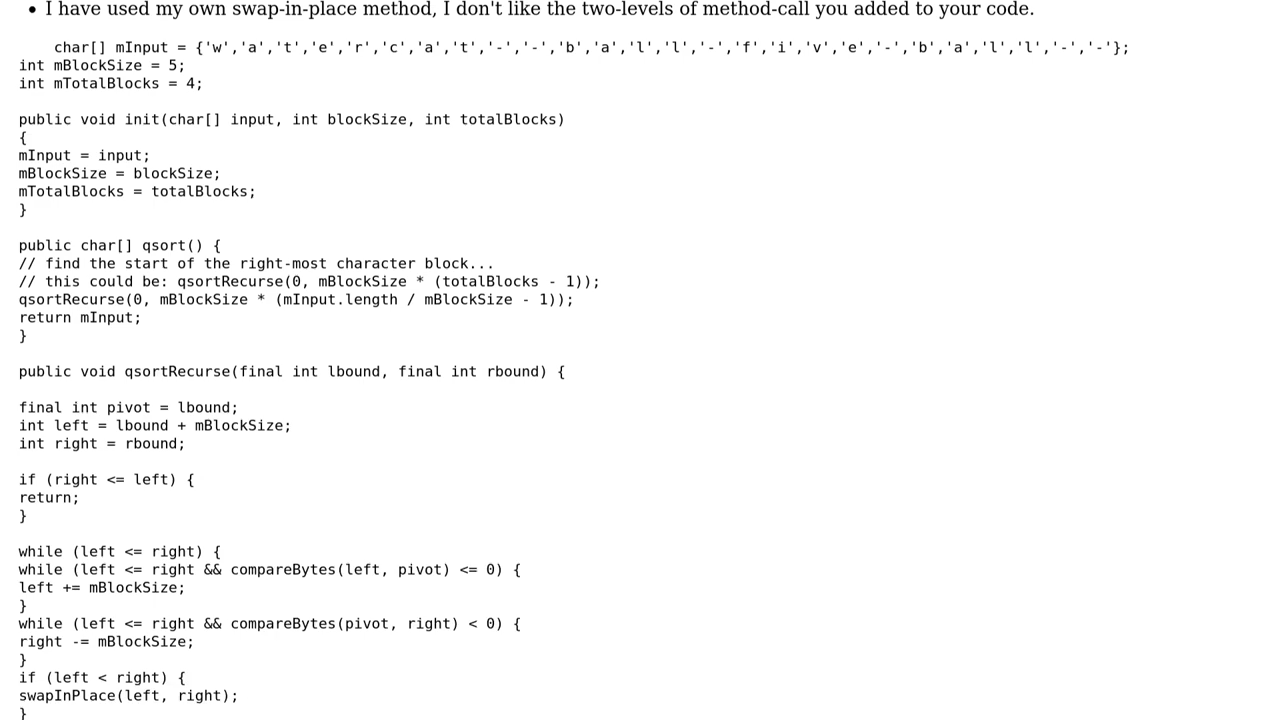 • I have used my own swap-in-place method, I don't like the two-levels of method-call you added to your code.
char[] mInput = {'w','a','t','e','r','c','a','t','-','-','b','a','l','l','-','f','i','v','e','-','b','a','l','l','-','-'};
int mBlockSize = 5;
int mTotalBlocks = 4;
public void init(char[] input, int blockSize, int totalBlocks)
{
mInput = input;
mBlockSize = blockSize;
mTotalBlocks = totalBlocks;
}
public char[] qsort() {
// find the start of the right-most character block...
// this could be: qsortRecurse(0, mBlockSize * (totalBlocks - 1));
qsortRecurse(0, mBlockSize * (mInput.length / mBlockSize - 1));
return mInput;
}
public void qsortRecurse(final int lbound, final int rbound) {
final int pivot = lbound;
int left = lbound + mBlockSize;
int right = rbound;
if (right <= left) {
return;
}
while (left <= right) {
while (left <= right && compareBytes(left, pivot) <= 0) {
left += mBlockSize;
}
while (left <= right && compareBytes(pivot, right) < 0) {
right -= mBlockSize;
}
if (left < right) {
swapInPlace(left, right);
}